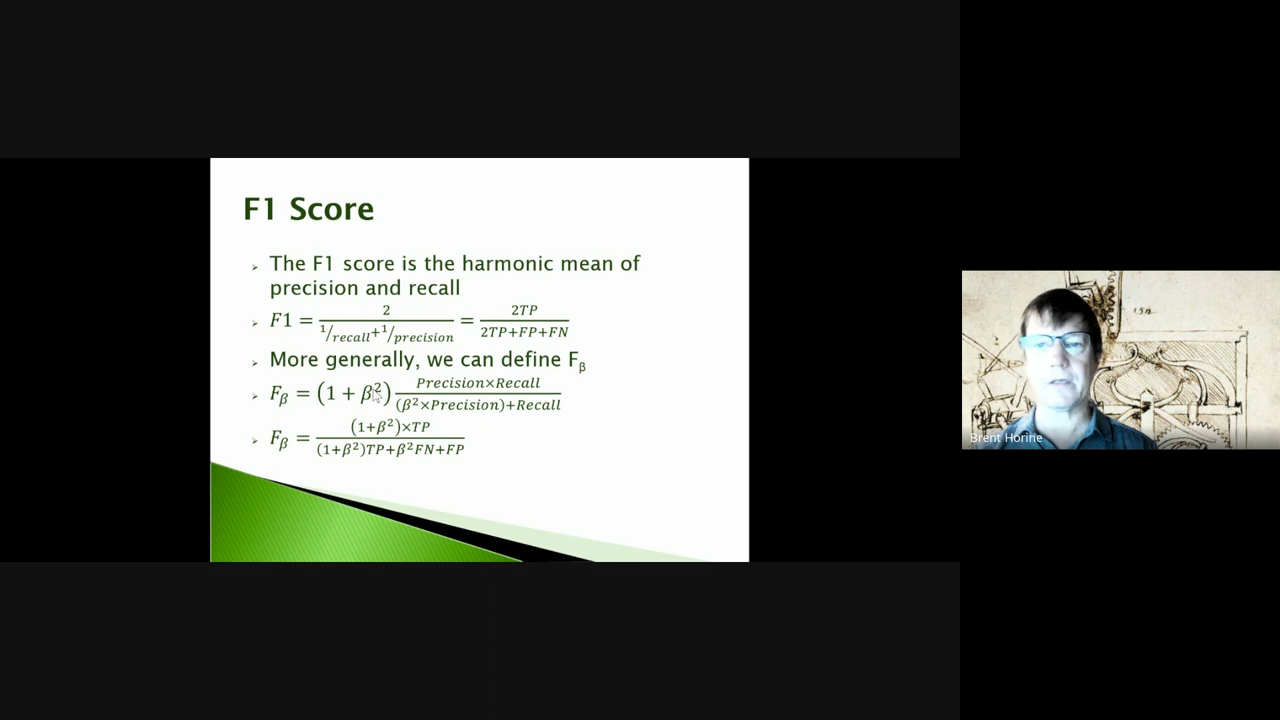 F1 Score
The F1 score is the harmonic mean of
precision and recall
F1 = 2 / (1/recall + 1/precision) = 2TP / (2TP+FP+FN)
More generally, we can define Fβ
Fβ = (1 + β²) Precision×Recall / ((β²×Precision)+Recall)
Fβ = (1+β²)×TP / ((1+β²)TP+β²FN+FP)
Brent Horine